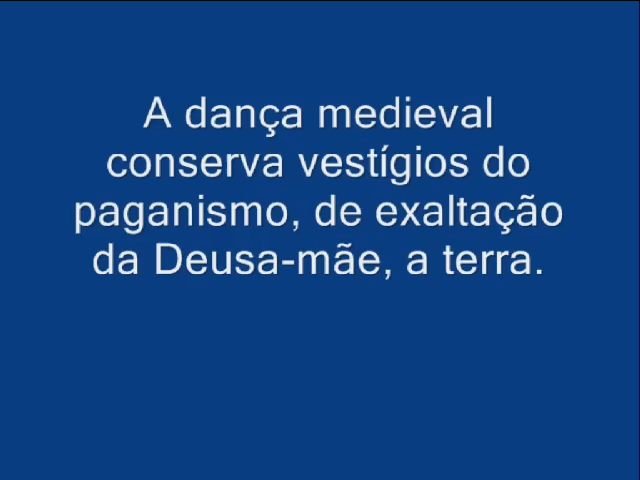 A dança medieval
conserva vestígios do
paganismo, de exaltação
da Deusa-mãe, a terra.